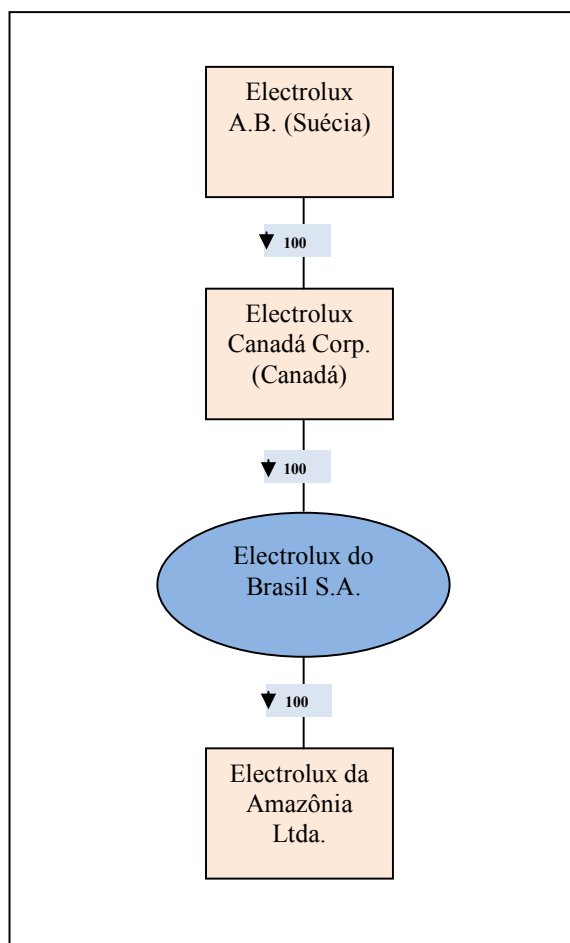 Electrolux
A.B. (Suécia)
100
Electrolux
Canadá Corp.
(Canadá)
100
Electrolux do
Brasil S.A.
100
Electrolux da
Amazônia
Ltda.